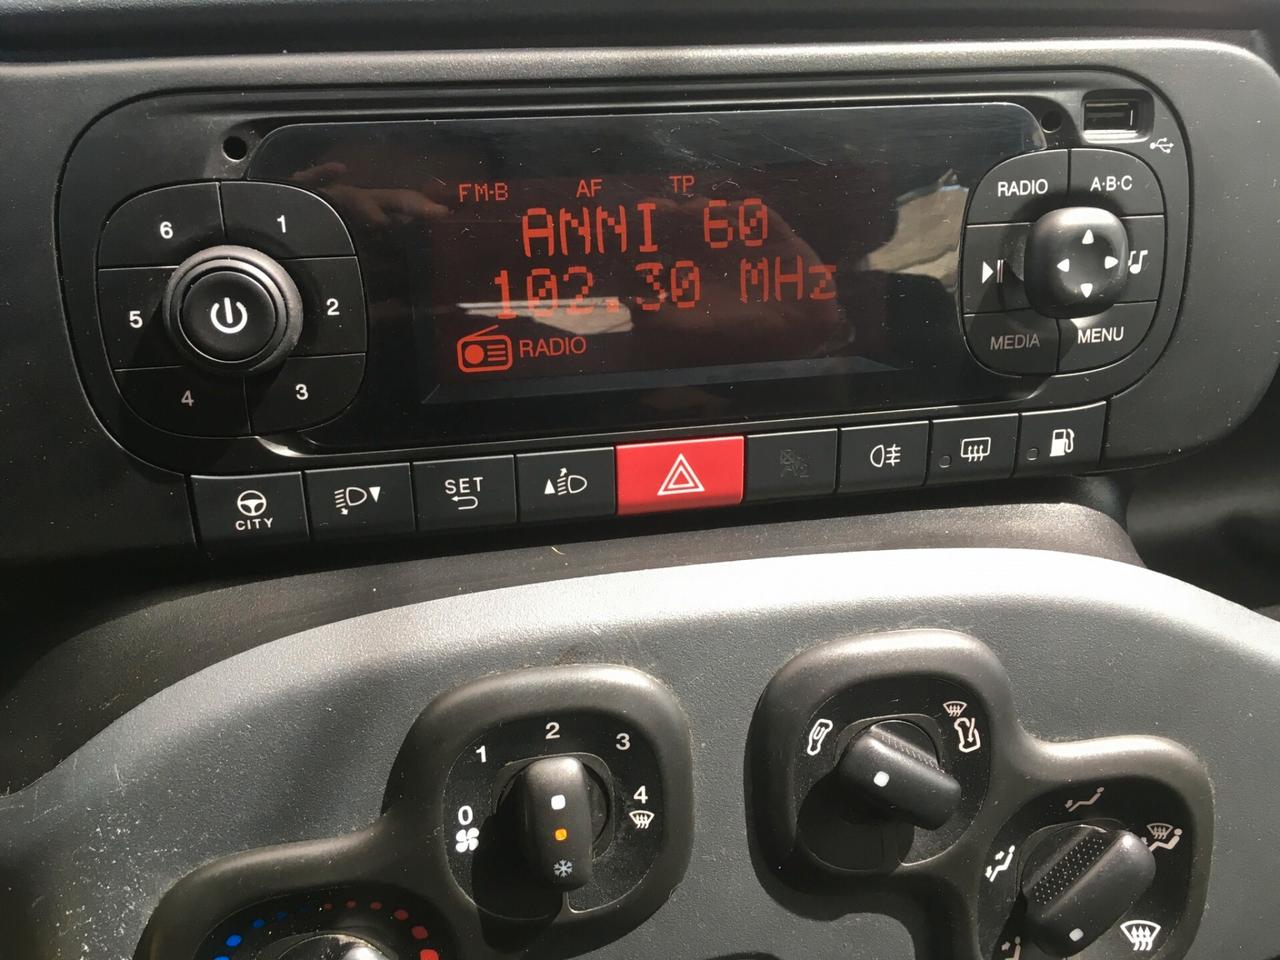 FM-B AF TP
ANNI 60
102.30 MHz
RADIO
6 1
5 2
4 3
RADIO A·B·C
MEDIA MENU
CITY
SET
0 1 2 3 4